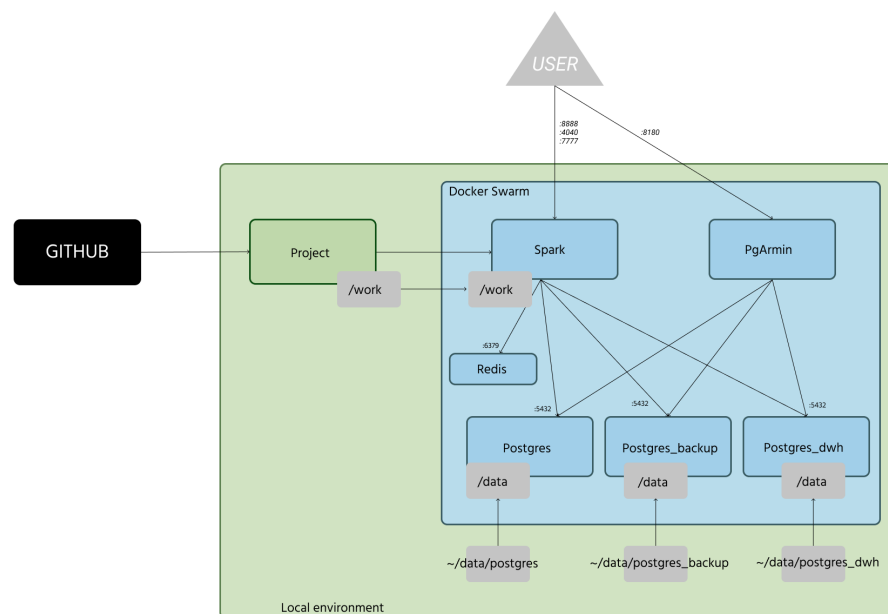 USER
:8888
:4040
:7777
:8180
Docker Swarm
GITHUB
Project
Spark
PgArmin
/work
/work
:6379
Redis
:5432
:5432
:5432
Postgres
Postgres_backup
Postgres_dwh
/data
/data
/data
~/data/postgres
~/data/postgres_backup
~/data/postgres_dwh
Local environment